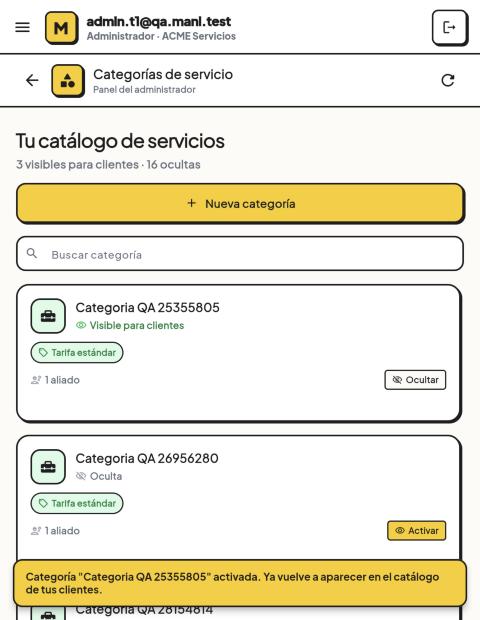 M
admin.t1@qa.mani.test
Administrador · ACME Servicios
Categorías de servicio
Panel del administrador
Tu catálogo de servicios
3 visibles para clientes · 16 ocultas
+ Nueva categoría
Buscar categoría
Categoria QA 25355805
Visible para clientes
Tarifa estándar
1 aliado
Ocultar
Categoria QA 26956280
Oculta
Tarifa estándar
1 aliado
Activar
Categoría "Categoria QA 25355805" activada. Ya vuelve a aparecer en el catálogo
de tus clientes.
Categoria QA 28154814